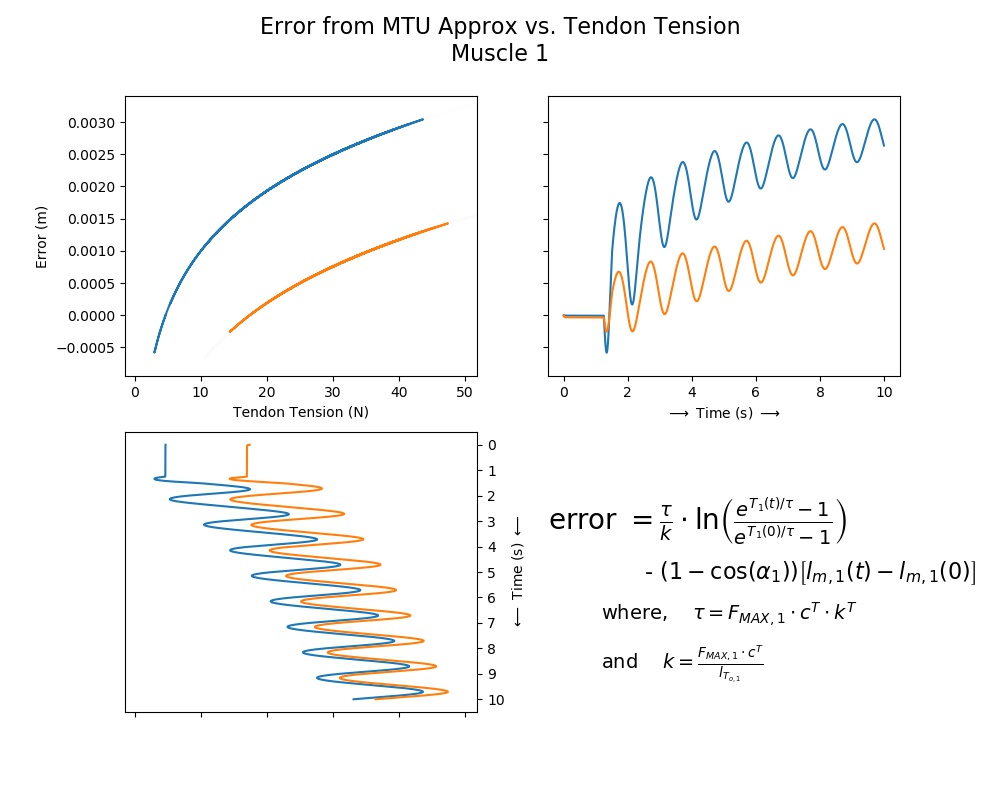 Error from MTU Approx vs. Tendon Tension
Muscle 1
0.0030
0.0025
0.0020
0.0015
0.0010
0.0005
0.0000
−0.0005
Error (m)
0 10 20 30 40 50
Tendon Tension (N)
0 2 4 6 8 10
⟶ Time (s) ⟶
0
1
2
3
4
5
6
7
8
9
10
⟵ Time (s) ⟵
error = τ/k · ln((e^{T₁(t)/τ} − 1)/(e^{T₁(0)/τ} − 1))
- (1 − cos(α₁))[l_{m,1}(t) − l_{m,1}(0)]
where, τ = F_{MAX,1} · c^T · k^T
and k = F_{MAX,1} · c^T / l_{T_{o,1}}